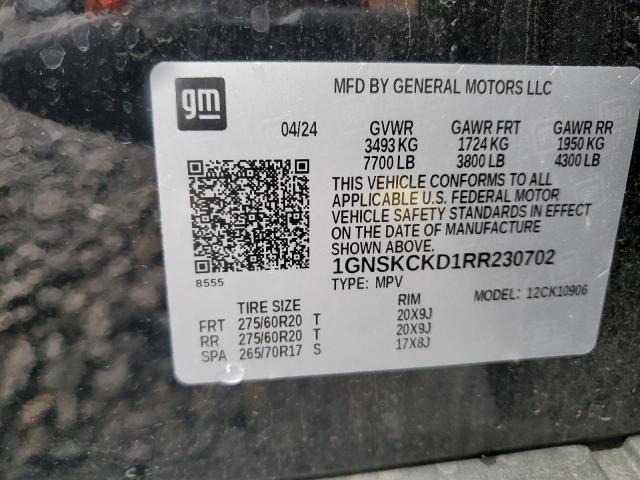 gm
MFD BY GENERAL MOTORS LLC
04/24 GVWR GAWR FRT GAWR RR
3493 KG 1724 KG 1950 KG
7700 LB 3800 LB 4300 LB
THIS VEHICLE CONFORMS TO ALL
APPLICABLE U.S. FEDERAL MOTOR
VEHICLE SAFETY STANDARDS IN EFFECT
ON THE DATE OF MANUFACTURE
SHOWN ABOVE.
8555
1GNSKCKD1RR230702
TYPE: MPV MODEL: 12CK10906
TIRE SIZE RIM
FRT 275/60R20 T 20X9J
RR 275/60R20 T 20X9J
SPA 265/70R17 S 17X8J